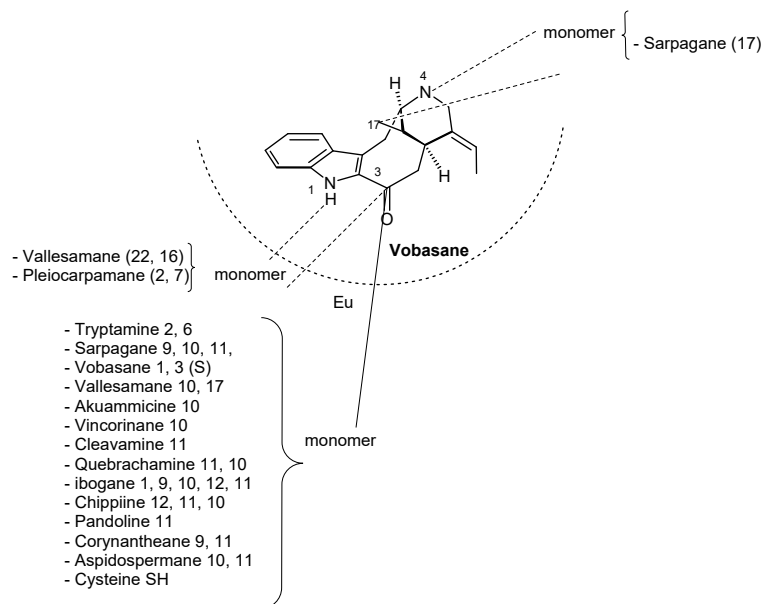 monomer
- Sarpagane (17)
H
4
N
17
3
1
N
H
H
O
Vobasane
- Vallesamane (22, 16)
- Pleiocarpamane (2, 7)
monomer
Eu
- Tryptamine 2, 6
- Sarpagane 9, 10, 11,
- Vobasane 1, 3 (S)
- Vallesamane 10, 17
- Akuammicine 10
- Vincorinane 10
- Cleavamine 11
- Quebrachamine 11, 10
- ibogane 1, 9, 10, 12, 11
- Chippiine 12, 11, 10
- Pandoline 11
- Corynantheane 9, 11
- Aspidospermane 10, 11
- Cysteine SH
monomer